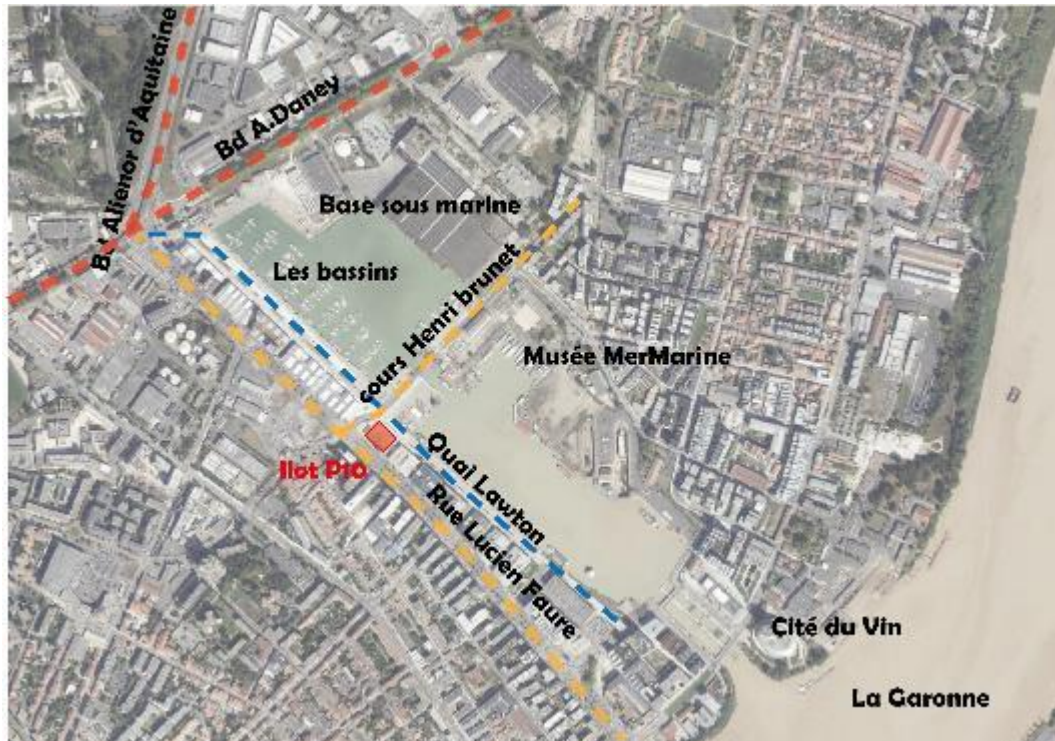 Bd Alienor d'Aquitaine
Bd A.Daney
Base sous marine
Les bassins
cours Henri brunet
Musée MerMarine
Ilot P10
Quai Lawton
Rue Lucien Faure
Cité du Vin
La Garonne